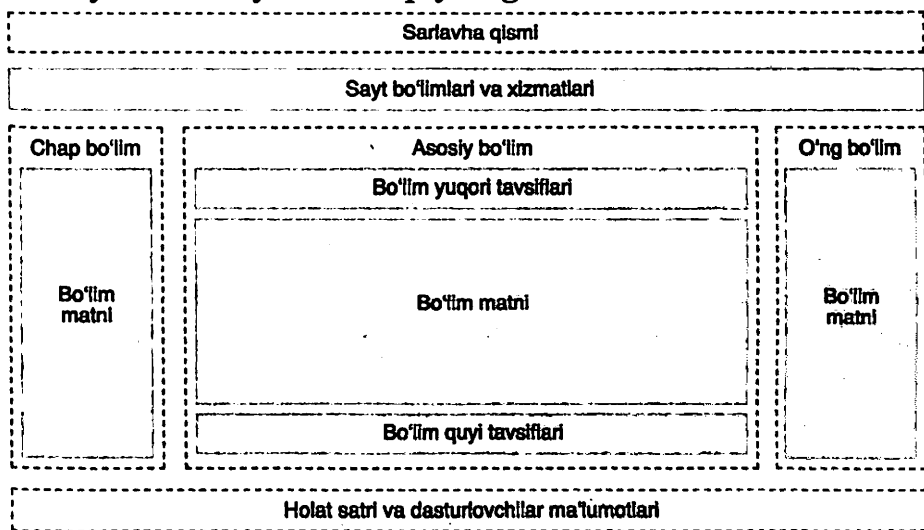 Sarlavha qismi
Sayt bo‘limlari va xizmatlari
Chap bo‘lim
Bo‘lim
matni
Asosiy bo‘lim
Bo‘lim yuqori tavsiflari
Bo‘lim matni
Bo‘lim quyi tavsiflari
O‘ng bo‘lim
Bo‘lim
matni
Holat satri va dasturlovchilar ma’lumotlari